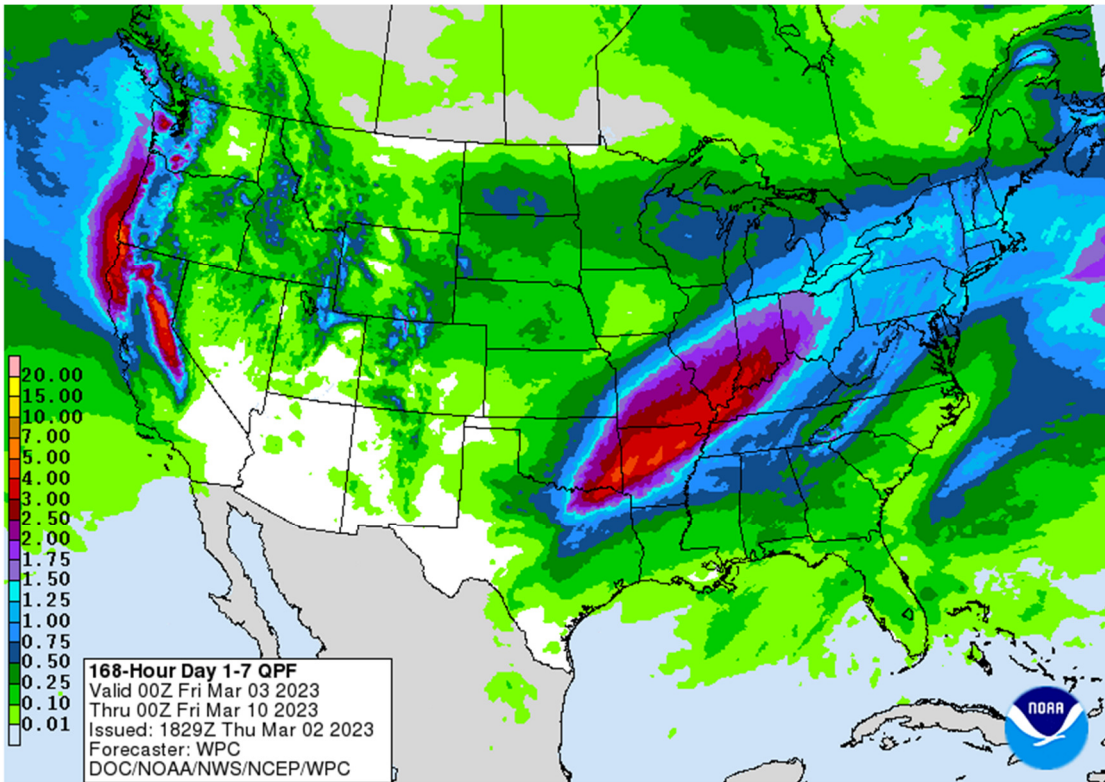 20.00
15.00
10.00
7.00
5.00
4.00
3.00
2.50
2.00
1.75
1.50
1.25
1.00
0.75
0.50
0.25
0.10
0.01
168-Hour Day 1-7 QPF
Valid 00Z Fri Mar 03 2023
Thru 00Z Fri Mar 10 2023
Issued: 1829Z Thu Mar 02 2023
Forecaster: WPC
DOC/NOAA/NWS/NCEP/WPC
NOAA